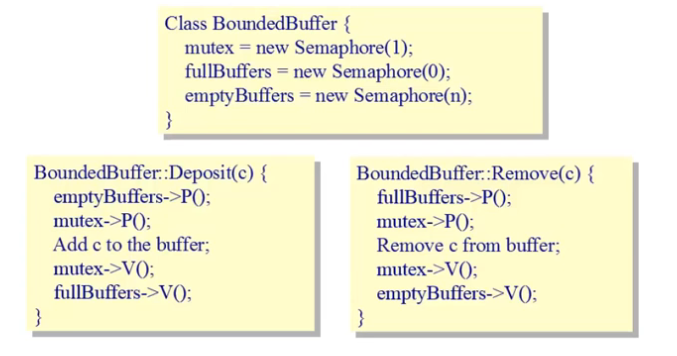 Class BoundedBuffer {
mutex = new Semaphore(1);
fullBuffers = new Semaphore(0);
emptyBuffers = new Semaphore(n);
}
BoundedBuffer::Deposit(c) {
emptyBuffers->P();
mutex->P();
Add c to the buffer;
mutex->V();
fullBuffers->V();
}
BoundedBuffer::Remove(c) {
fullBuffers->P();
mutex->P();
Remove c from buffer;
mutex->V();
emptyBuffers->V();
}